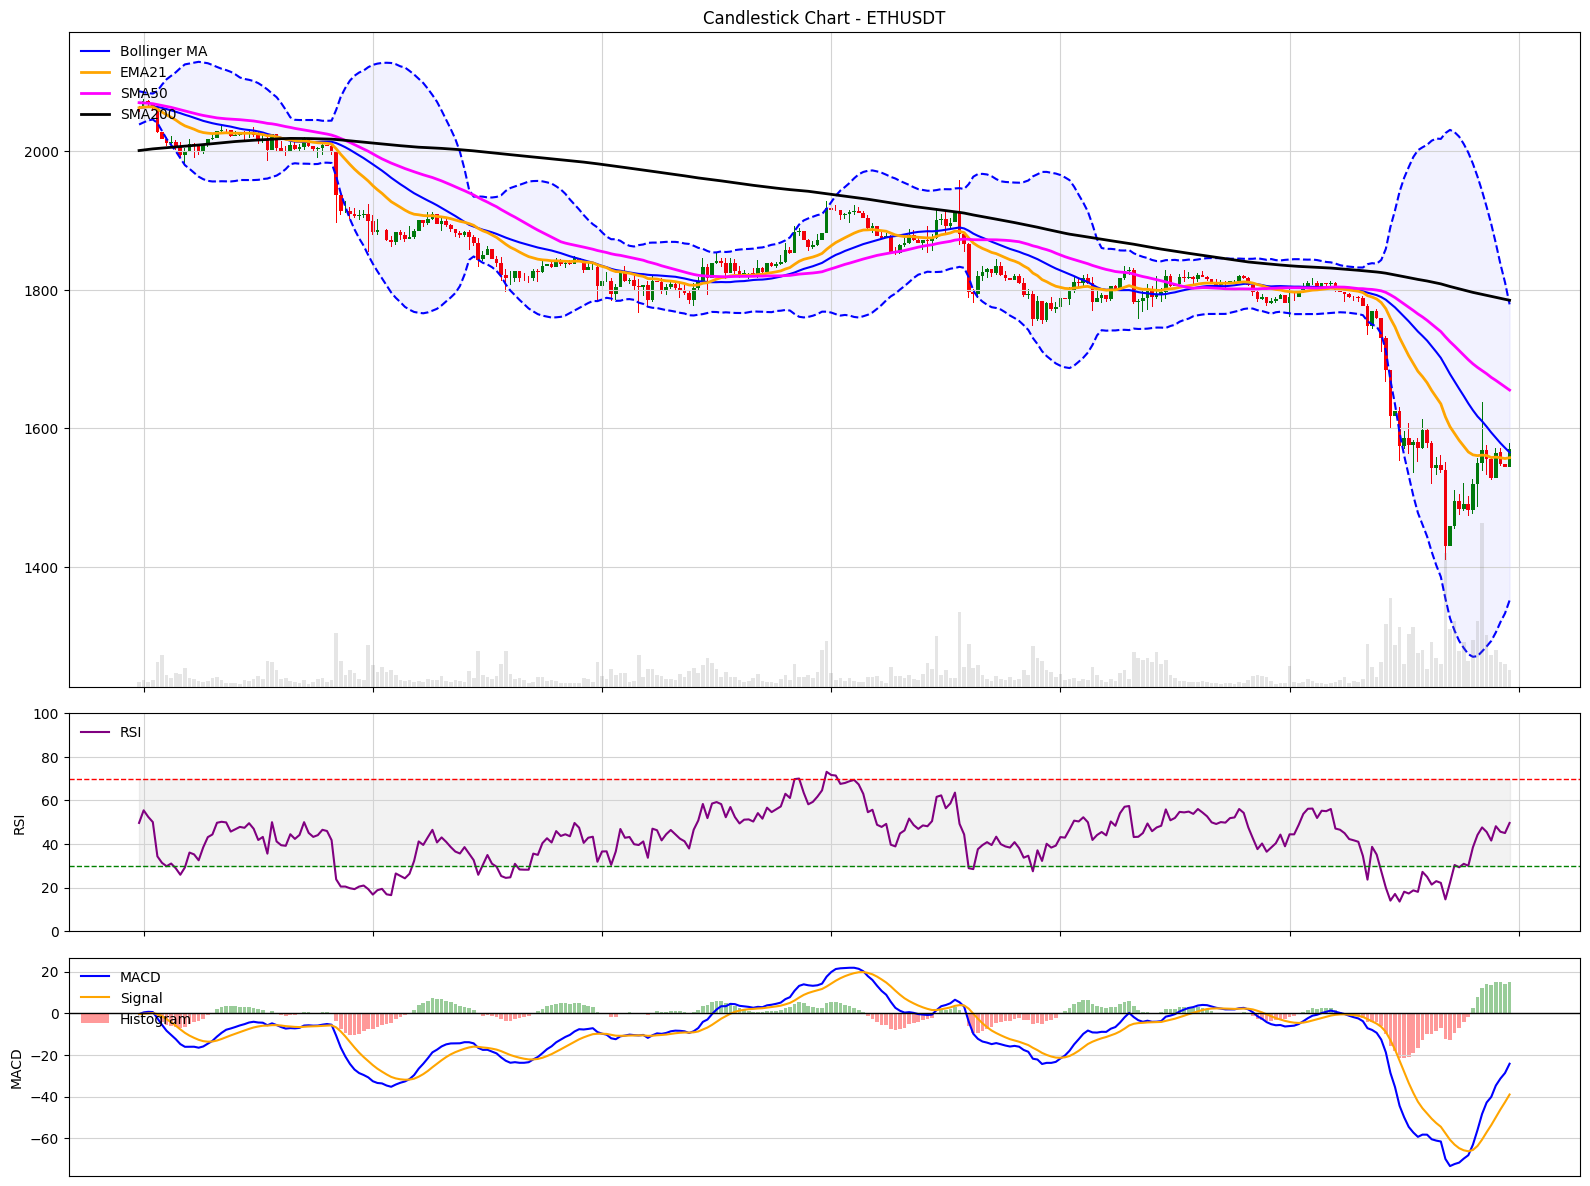 Candlestick Chart - ETHUSDT
Bollinger MA
EMA21
SMA50
SMA200
2000
1800
1600
1400
100
80
60
40
20
0
RSI
RSI
20
0
−20
−40
−60
MACD
MACD
Signal
Histogram